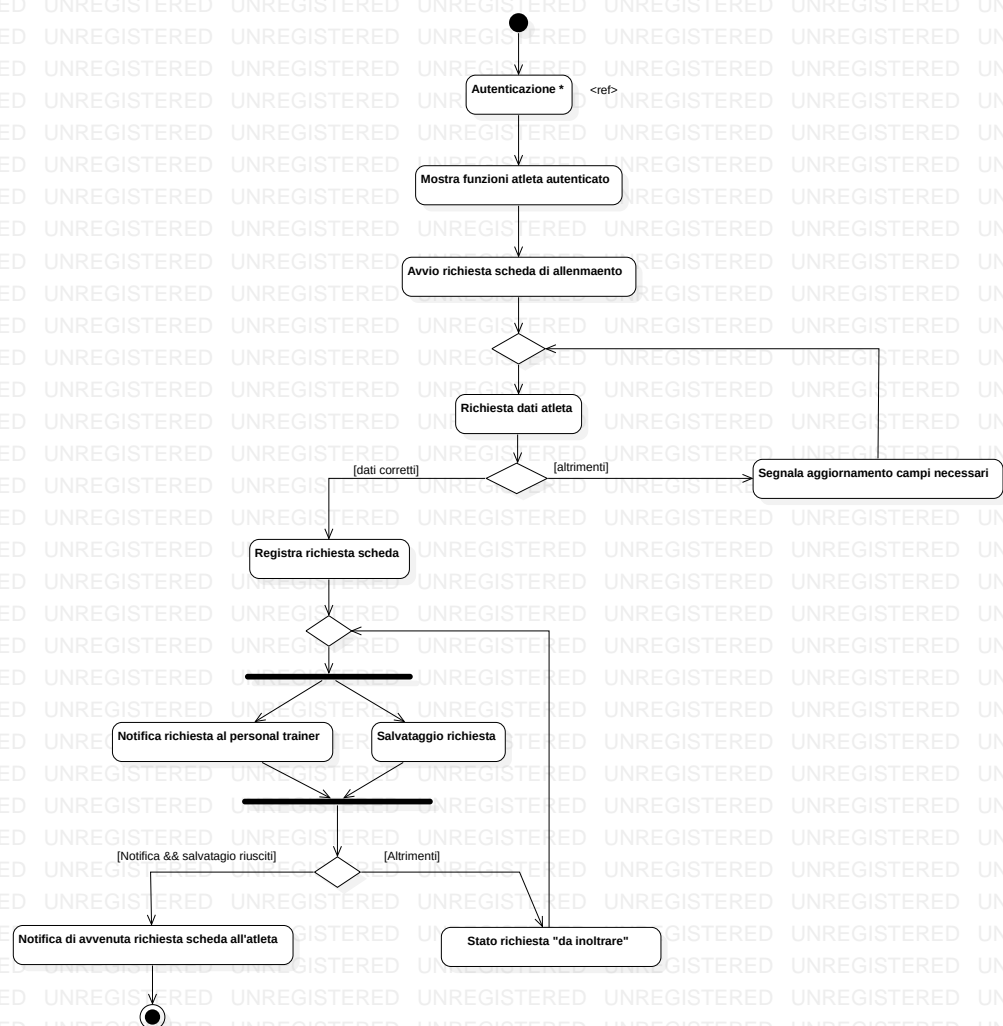 Autenticazione *
<ref>
Mostra funzioni atleta autenticato
Avvio richiesta scheda di allenmaento
Richiesta dati atleta
[dati corretti]
[altrimenti]
Segnala aggiornamento campi necessari
Registra richiesta scheda
Notifica richiesta al personal trainer
Salvataggio richiesta
[Notifica && salvatagio riusciti]
[Altrimenti]
Notifica di avvenuta richiesta scheda all'atleta
Stato richiesta "da inoltrare"
UNREGISTERED